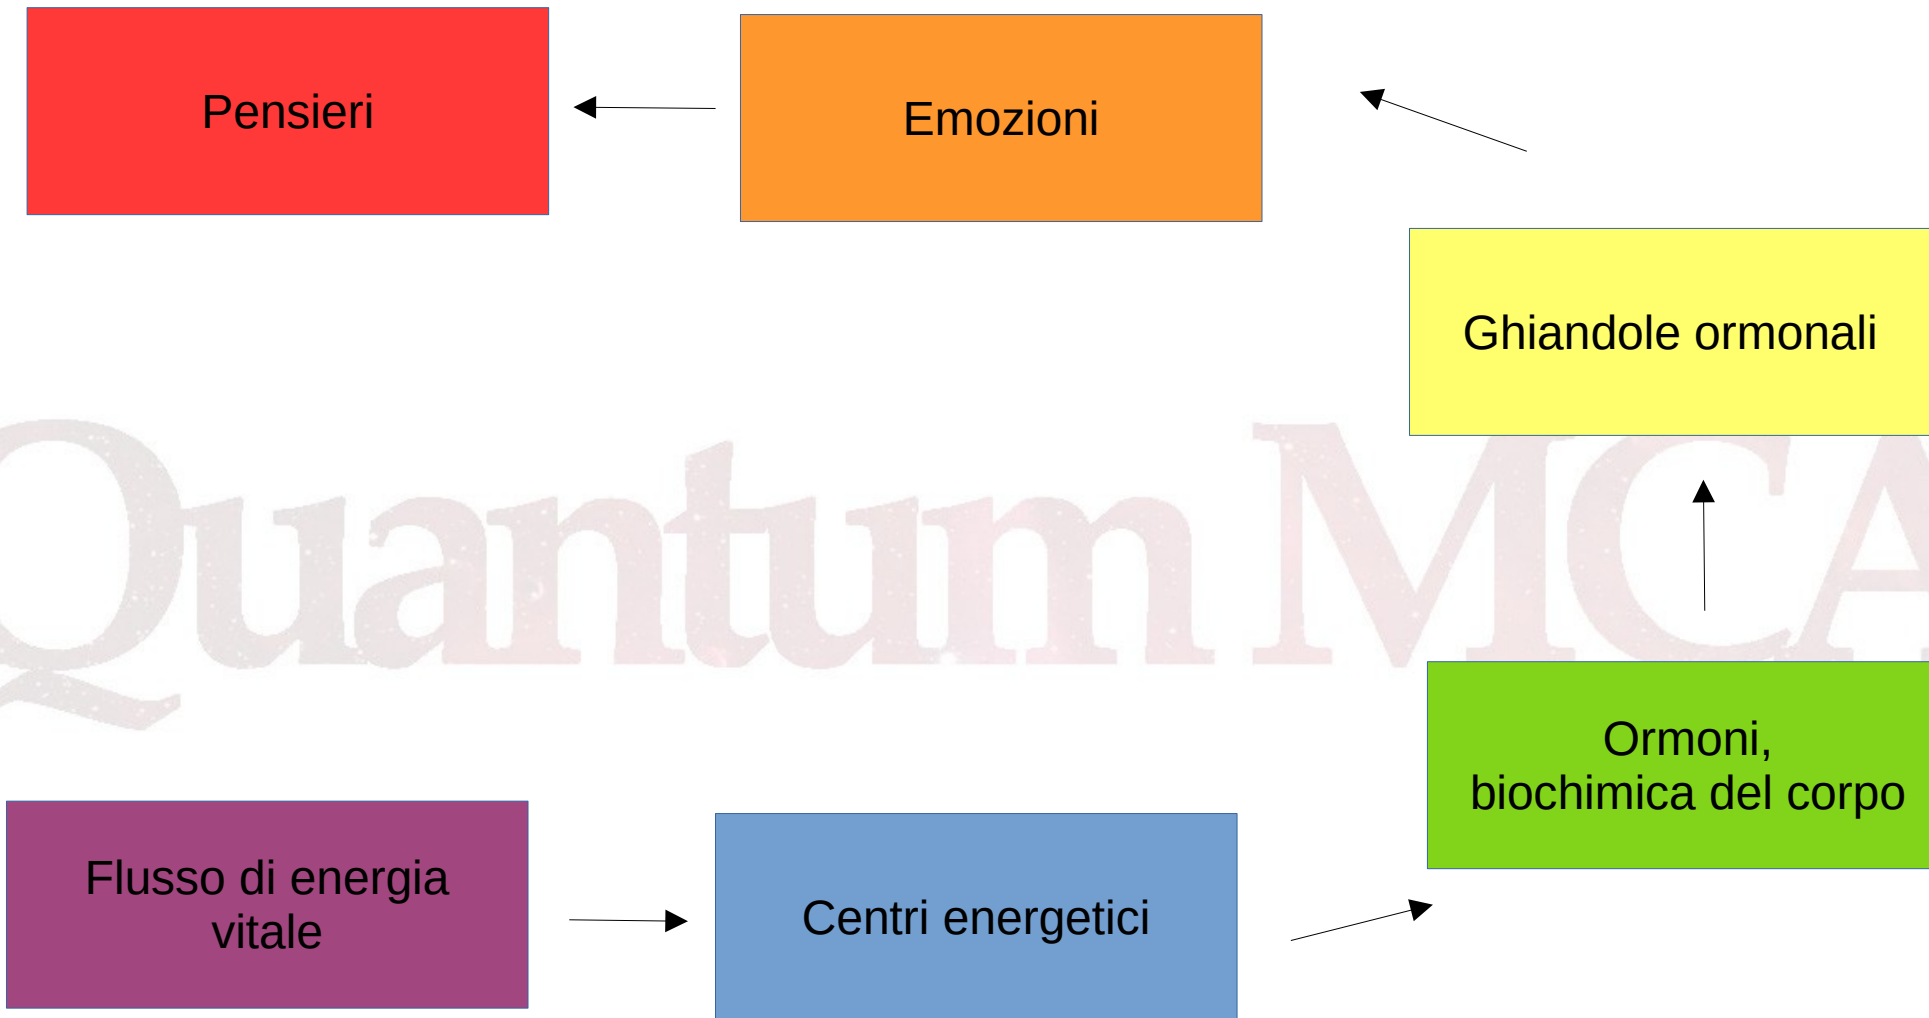 Pensieri
Emozioni
Ghiandole ormonali
Quantum MCA
Ormoni,
biochimica del corpo
Flusso di energia
vitale
Centri energetici